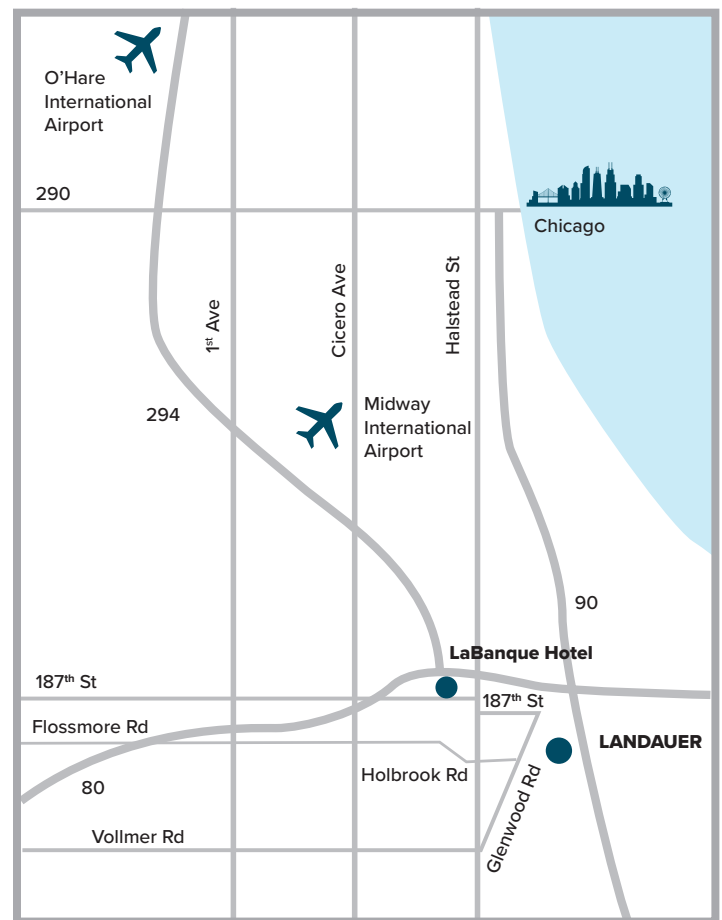 O’Hare
International
Airport
290
Chicago
1st Ave
Cicero Ave
Halstead St
294
Midway
International
Airport
90
LaBanque Hotel
187th St
187th St
Flossmore Rd
LANDAUER
Holbrook Rd
80
Glenwood Rd
Vollmer Rd